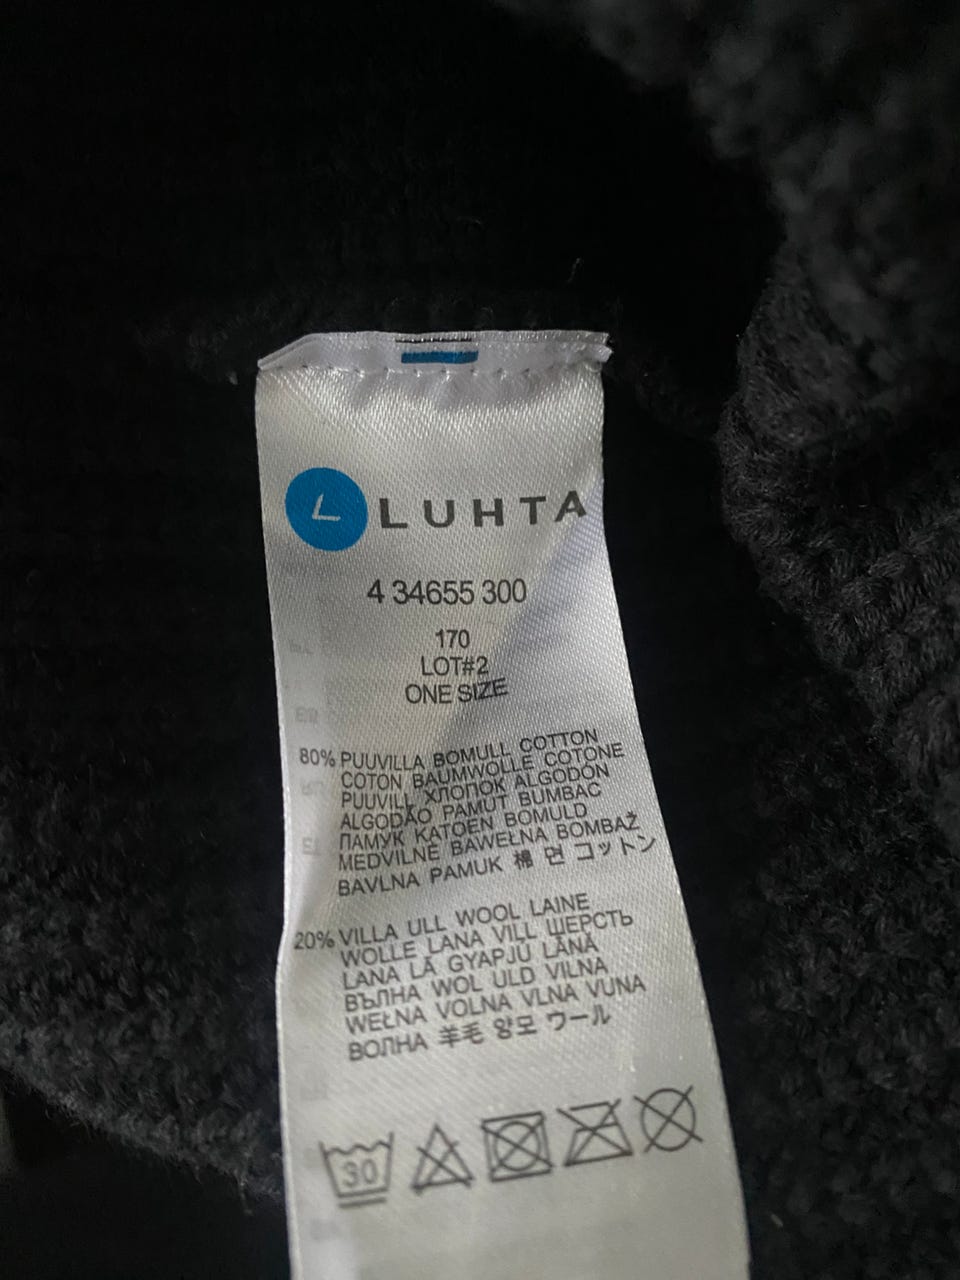 L LUHTA
4 34655 300
170
LOT#2
ONE SIZE
80% PUUVILLA BOMULL COTTON
COTON BAUMWOLLE COTONE
PUUVILL ХЛОПОК ALGODÓN
ALGODÃO PAMUT BUMBAC
ПАМУК KATOEN BOMULD
MEDVILNĖ BAWEŁNA BOMBAŽ
BAVLNA PAMUK 棉 면 コットン
20% VILLA ULL WOOL LAINE
WOLLE LANA VILL ШЕРСТЬ
LANA LÃ GYAPJÚ LÂNĂ
ВЪЛНА WOL ULD VILNA
WEŁNA VOLNA VLNA VUNA
ВОЛНА 羊毛 양모 ウール
30